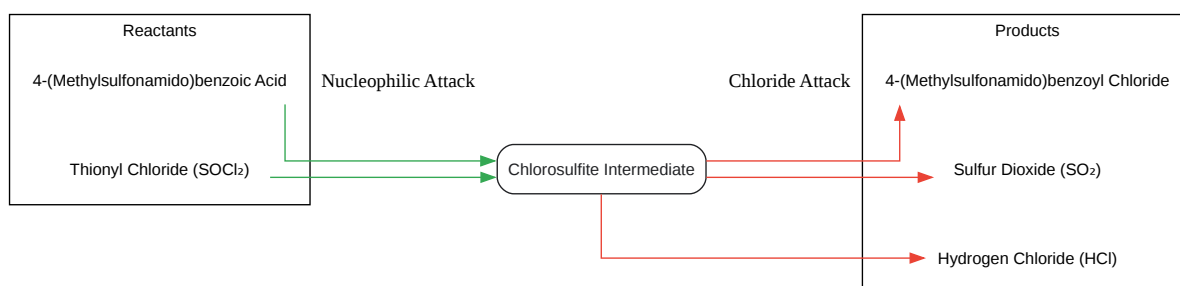 Reactants
4-(Methylsulfonamido)benzoic Acid
Thionyl Chloride (SOCl₂)
Nucleophilic Attack
Chlorosulfite Intermediate
Chloride Attack
Products
4-(Methylsulfonamido)benzoyl Chloride
Sulfur Dioxide (SO₂)
Hydrogen Chloride (HCl)